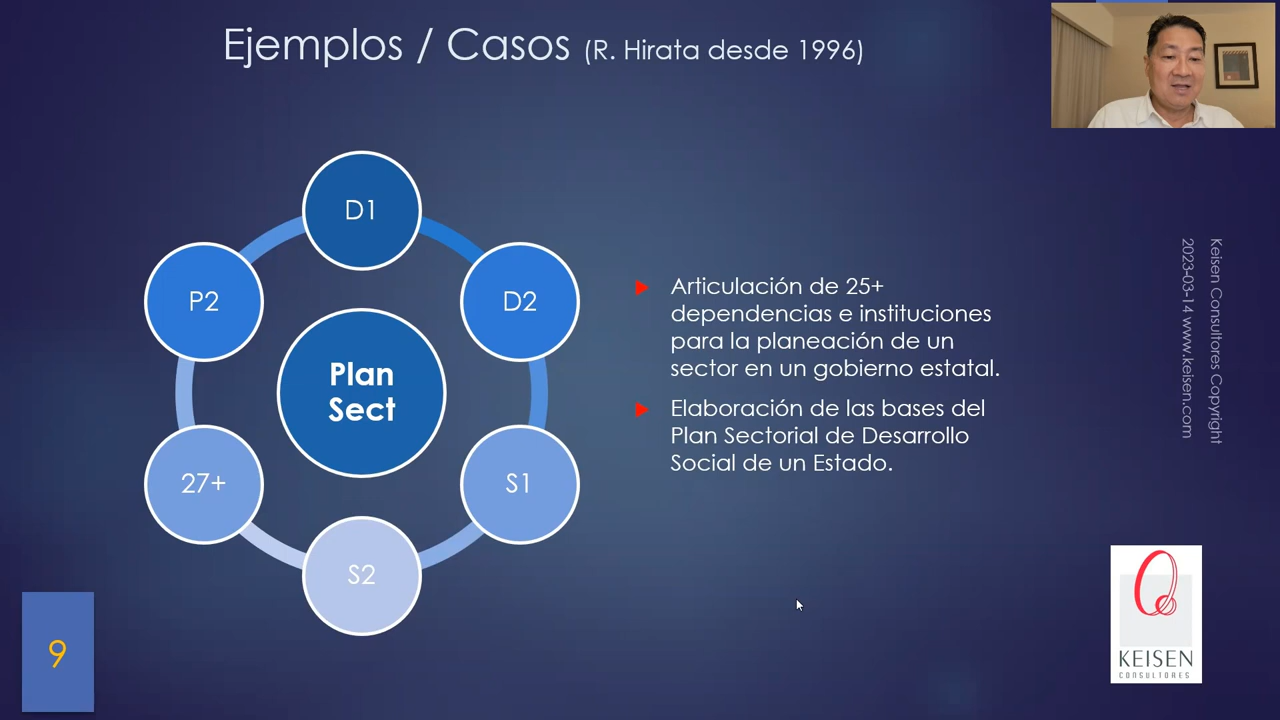 Ejemplos / Casos (R. Hirata desde 1996)
D1
P2
D2
Plan
Sect
27+
S1
S2
Articulación de 25+
dependencias e instituciones
para la planeación de un
sector en un gobierno estatal.
Elaboración de las bases del
Plan Sectorial de Desarrollo
Social de un Estado.
Keisen Consultores Copyright
2023-03-14 www.keisen.com
KEISEN
CONSULTORES
9